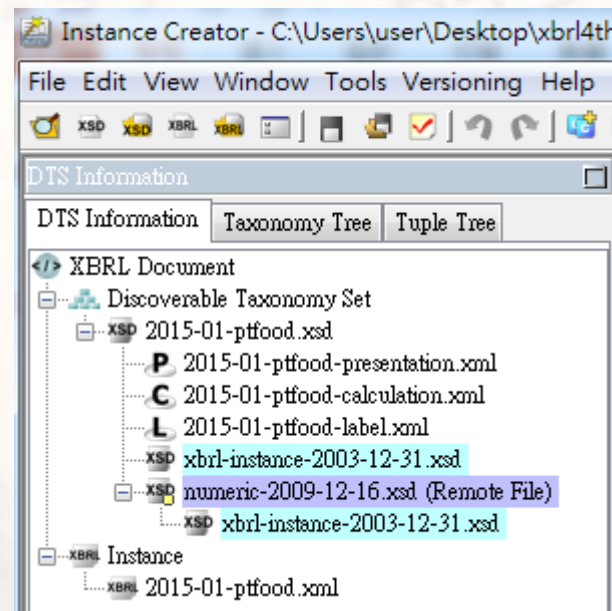 Instance Creator - C:\Users\user\Desktop\xbrl4th
File Edit View Window Tools Versioning Help
XSD XSD XBRL XBRL
DTS Information
DTS Information Taxonomy Tree Tuple Tree
</> XBRL Document
Discoverable Taxonomy Set
XSD 2015-01-ptfood.xsd
P 2015-01-ptfood-presentation.xml
C 2015-01-ptfood-calculation.xml
L 2015-01-ptfood-label.xml
XSD xbrl-instance-2003-12-31.xsd
XSD numeric-2009-12-16.xsd (Remote File)
XSD xbrl-instance-2003-12-31.xsd
XBRL Instance
XBRL 2015-01-ptfood.xml